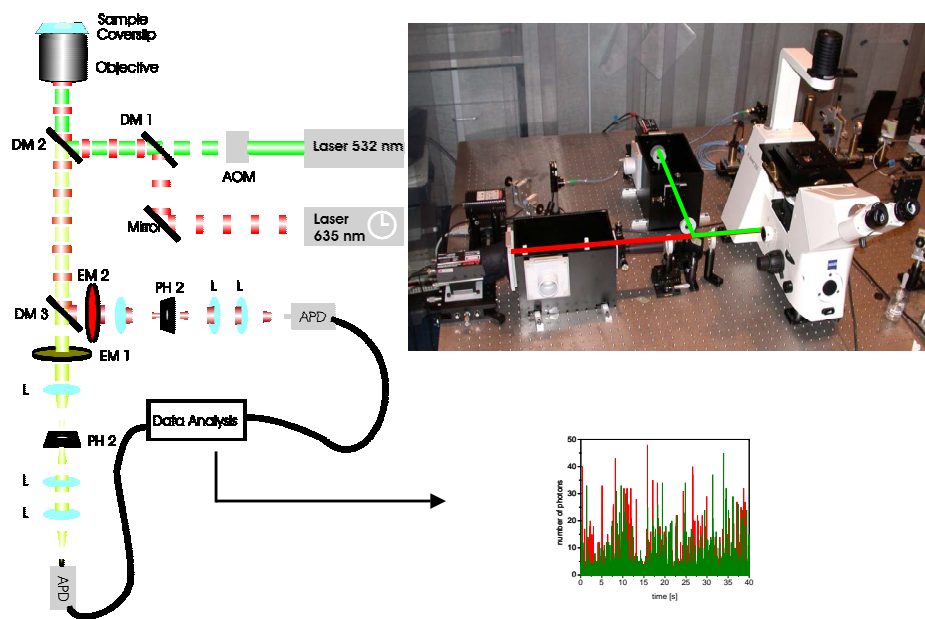 Sample
Coverslip
Objective
DM 1
DM 2
Laser 532 nm
AOM
Laser
635 nm
Mirror
EM 2
PH 2
L
L
DM 3
APD
EM 1
L
Data Analysis
PH 2
L
L
APD
number of photons
50
40
30
20
10
0
0 5 10 15 20 25 30 35 40
time [s]